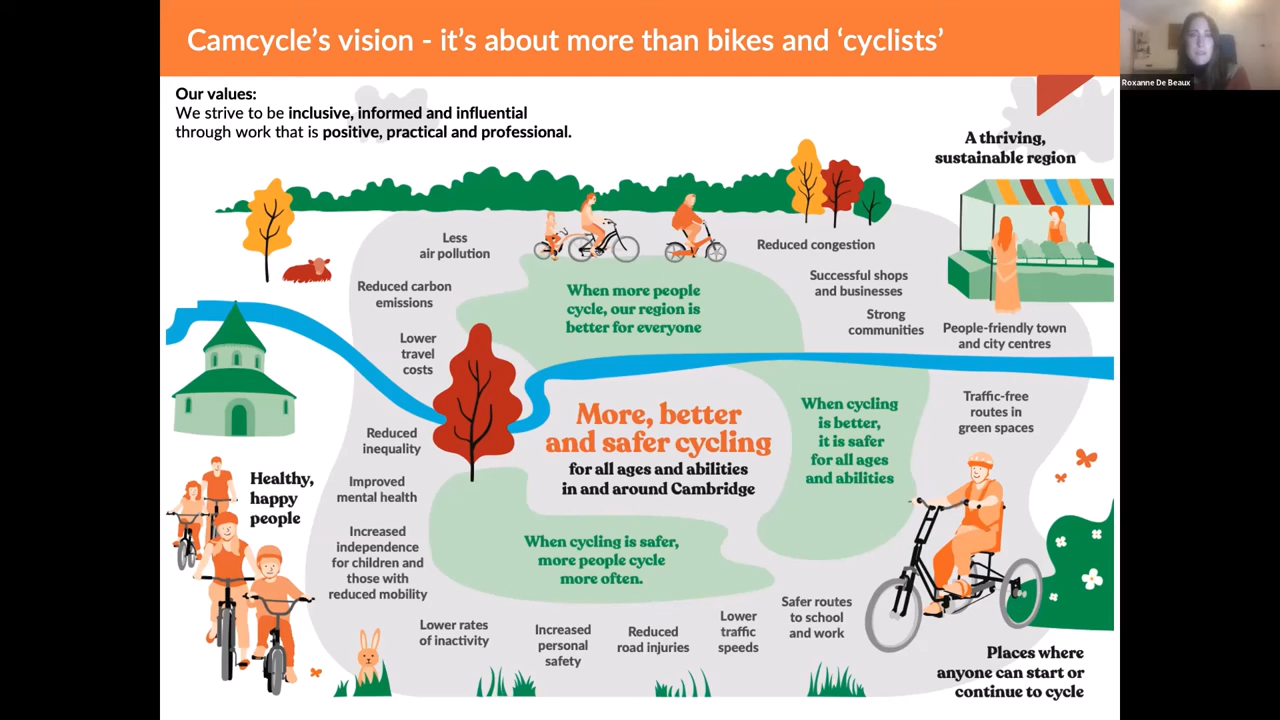 Camcycle's vision - it's about more than bikes and 'cyclists'
Roxanne De Beaux
Our values:
We strive to be inclusive, informed and influential
through work that is positive, practical and professional.
A thriving,
sustainable region
Less
air pollution
Reduced congestion
Reduced carbon
emissions
When more people
cycle, our region is
better for everyone
Successful shops
and businesses
Strong
communities
People-friendly town
and city centres
Lower
travel
costs
More, better
and safer cycling
for all ages and abilities
in and around Cambridge
When cycling
is better,
it is safer
for all ages
and abilities
Traffic-free
routes in
green spaces
Reduced
inequality
Healthy,
happy
people
Improved
mental health
Increased
independence
for children and
those with
reduced mobility
When cycling is safer,
more people cycle
more often.
Lower rates
of inactivity
Increased
personal
safety
Reduced
road injuries
Lower
traffic
speeds
Safer routes
to school
and work
Places where
anyone can start or
continue to cycle